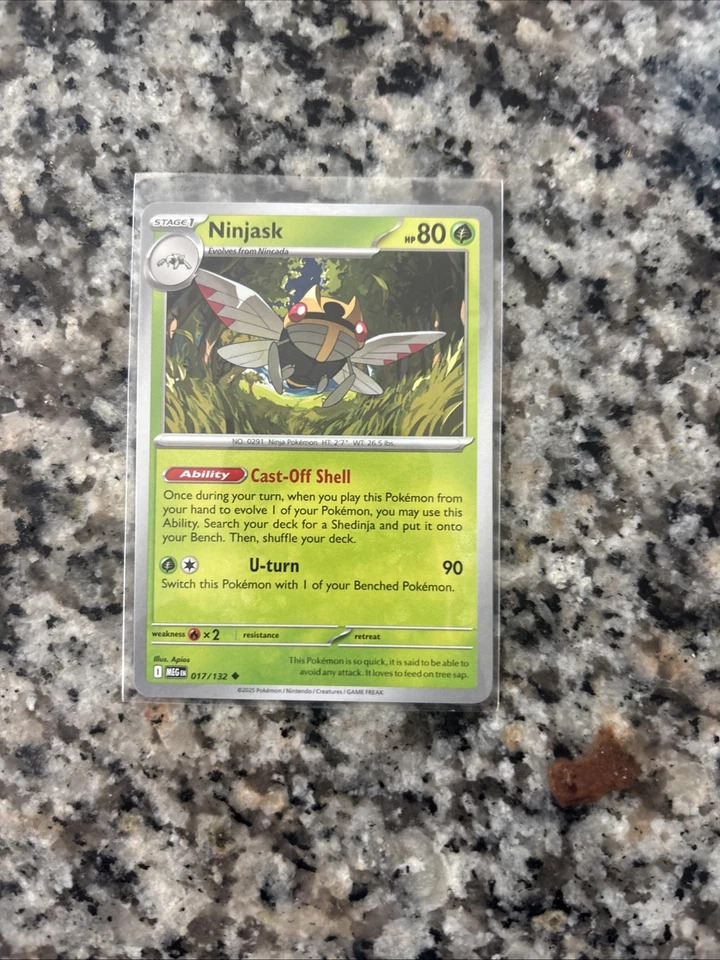 STAGE 1
Ninjask
HP 80
Evolves from Nincada
NO. 0291 Ninja Pokémon HT: 2'7" WT: 26.5 lbs.
Ability Cast-Off Shell
Once during your turn, when you play this Pokémon from
your hand to evolve 1 of your Pokémon, you may use this
Ability. Search your deck for a Shedinja and put it onto
your Bench. Then, shuffle your deck.
U-turn 90
Switch this Pokémon with 1 of your Benched Pokémon.
weakness ×2 resistance retreat
Illus. Apios
This Pokémon is so quick, it is said to be able to
avoid any attack. It loves to feed on tree sap.
I MEG EN 017/132
©2025 Pokémon / Nintendo / Creatures / GAME FREAK